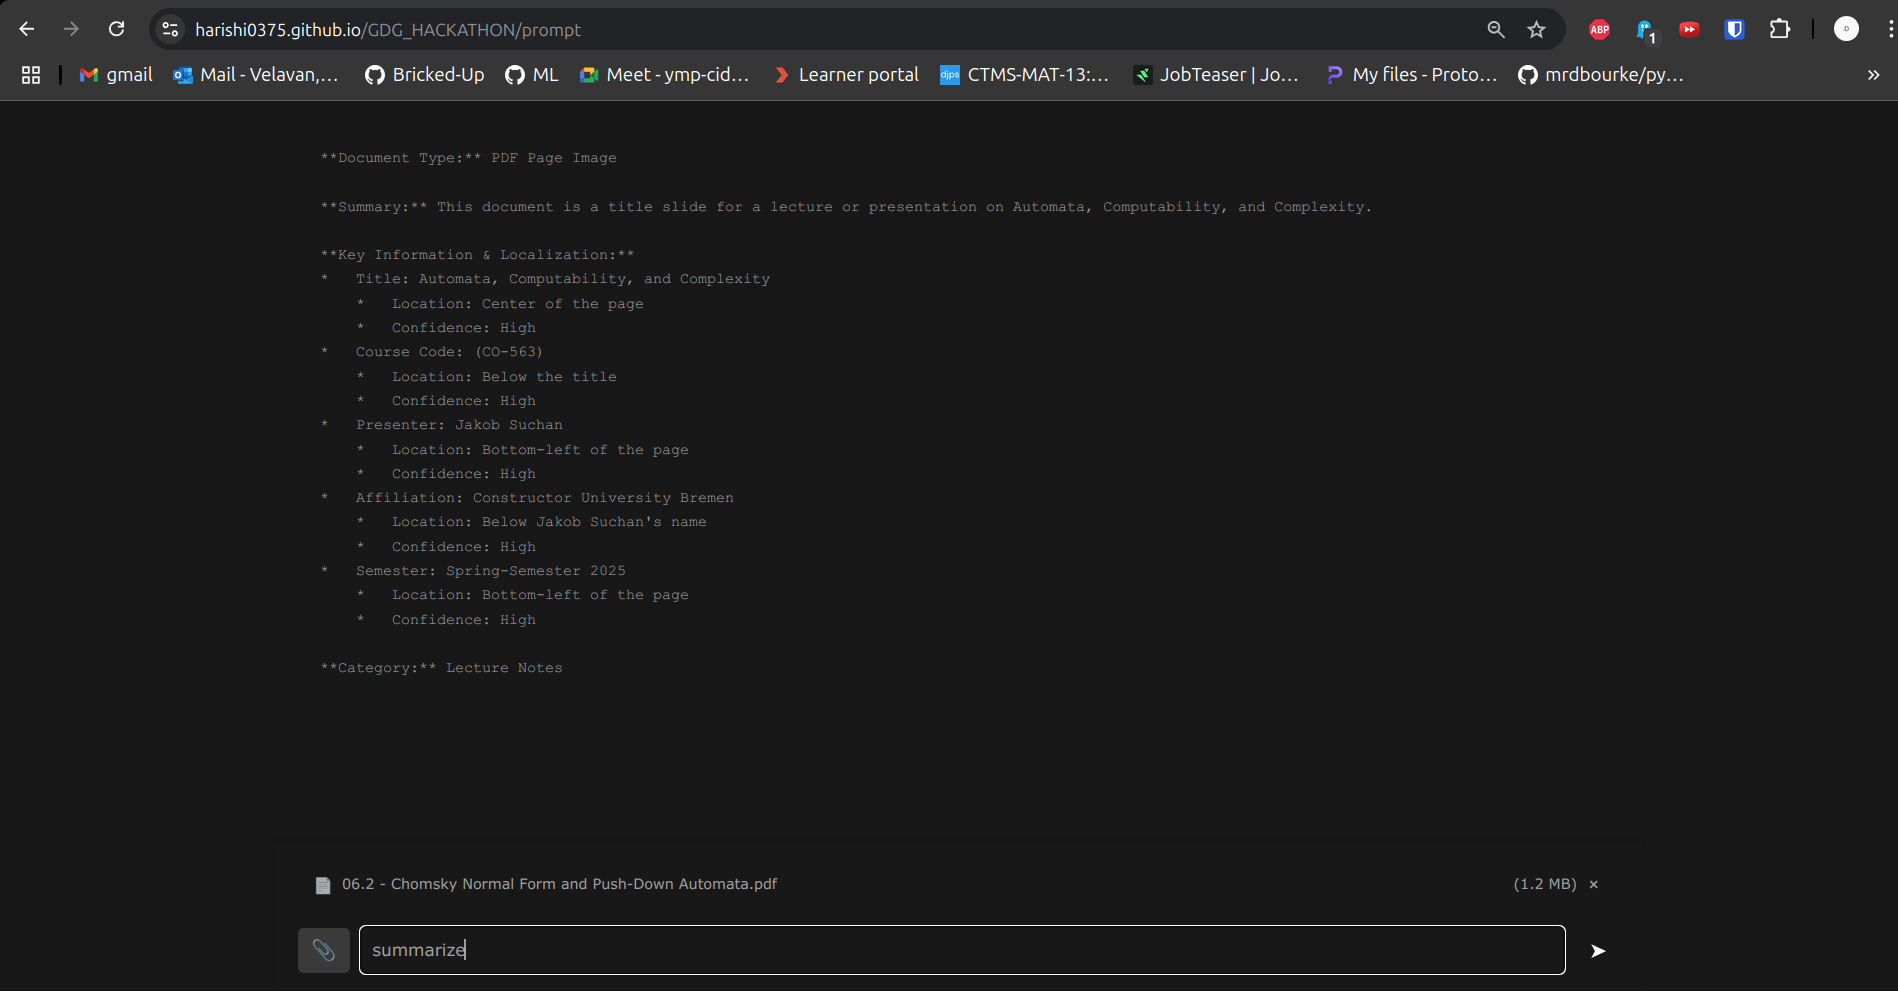 harishi0375.github.io/GDG_HACKATHON/prompt
ABP
1
D
gmail
Mail - Velavan,...
Bricked-Up
ML
Meet - ymp-cid...
Learner portal
djps
CTMS-MAT-13:...
JobTeaser | Jo...
My files - Proto...
mrdbourke/py...
»
**Document Type:** PDF Page Image
**Summary:** This document is a title slide for a lecture or presentation on Automata, Computability, and Complexity.
**Key Information & Localization:**
* Title: Automata, Computability, and Complexity
* Location: Center of the page
* Confidence: High
* Course Code: (CO-563)
* Location: Below the title
* Confidence: High
* Presenter: Jakob Suchan
* Location: Bottom-left of the page
* Confidence: High
* Affiliation: Constructor University Bremen
* Location: Below Jakob Suchan's name
* Confidence: High
* Semester: Spring-Semester 2025
* Location: Bottom-left of the page
* Confidence: High
**Category:** Lecture Notes
06.2 - Chomsky Normal Form and Push-Down Automata.pdf (1.2 MB) ×
summarize